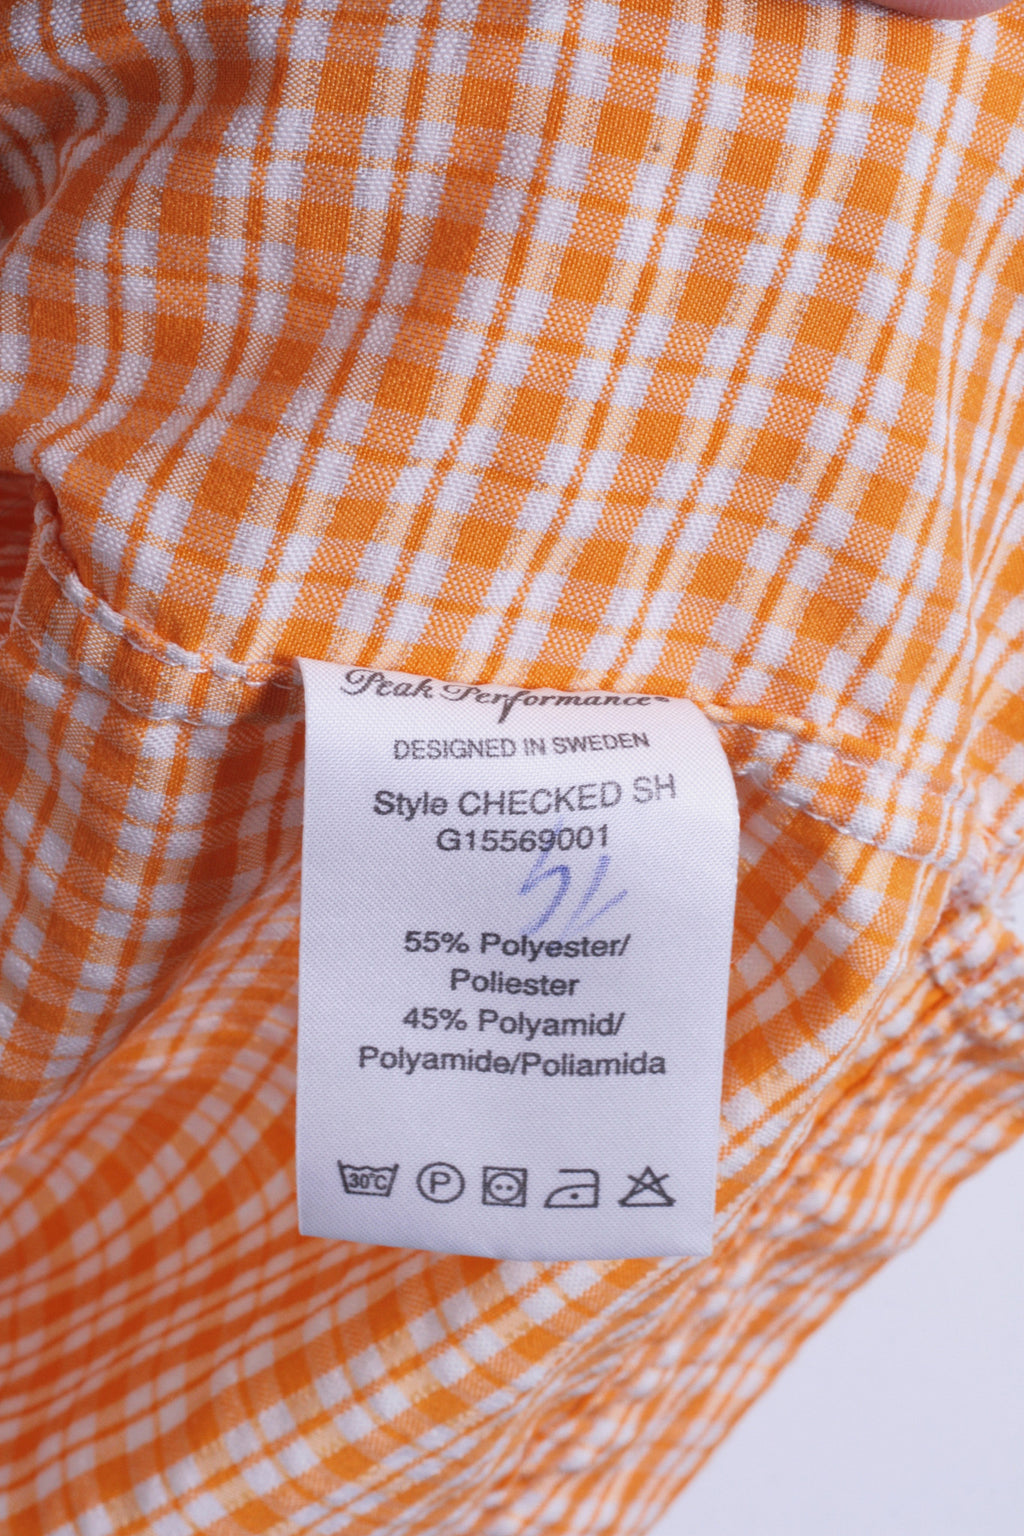 Peak Performance®
DESIGNED IN SWEDEN
Style CHECKED SH
G15569001
55% Polyester/
Poliester
45% Polyamid/
Polyamide/Poliamida
30°C P